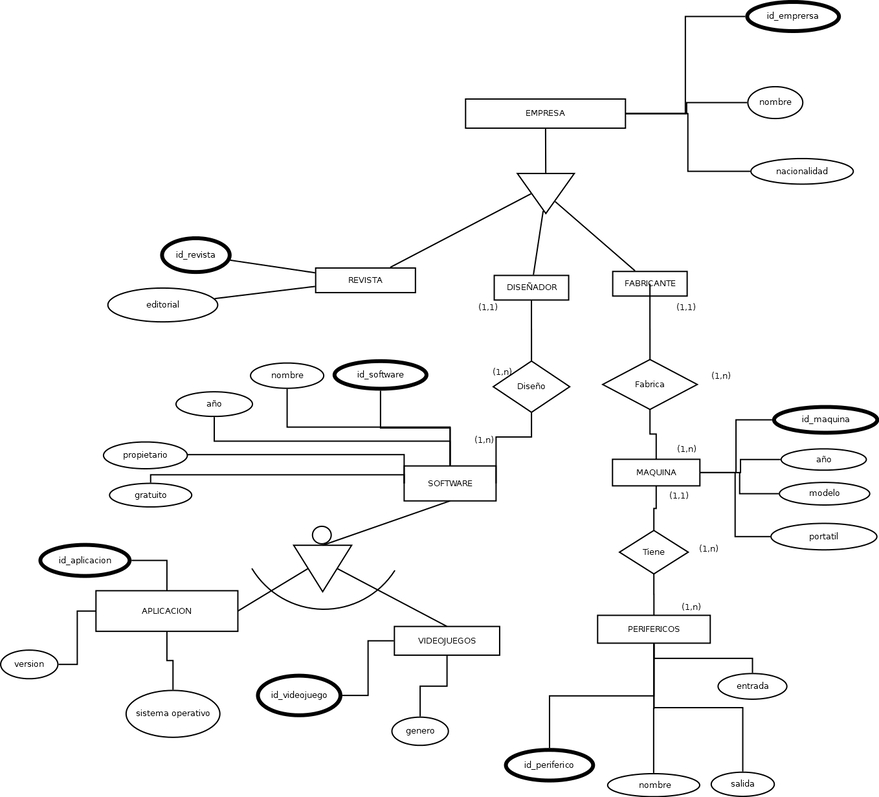 id_emprersa
nombre
EMPRESA
nacionalidad
id_revista
REVISTA
editorial
DISEÑADOR
FABRICANTE
(1,1)
(1,1)
nombre
id_software
(1,n)
Diseño
Fabrica
(1,n)
año
id_maquina
(1,n)
(1,n)
propietario
año
gratuito
SOFTWARE
MAQUINA
modelo
(1,1)
portatil
Tiene
(1,n)
id_aplicacion
APLICACION
(1,n)
PERIFERICOS
VIDEOJUEGOS
version
entrada
id_videojuego
sistema operativo
genero
id_periferico
nombre
salida